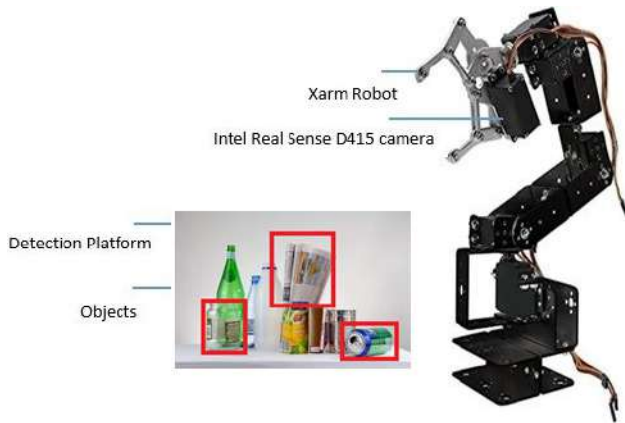 Xarm Robot
Intel Real Sense D415 camera
Detection Platform
Objects